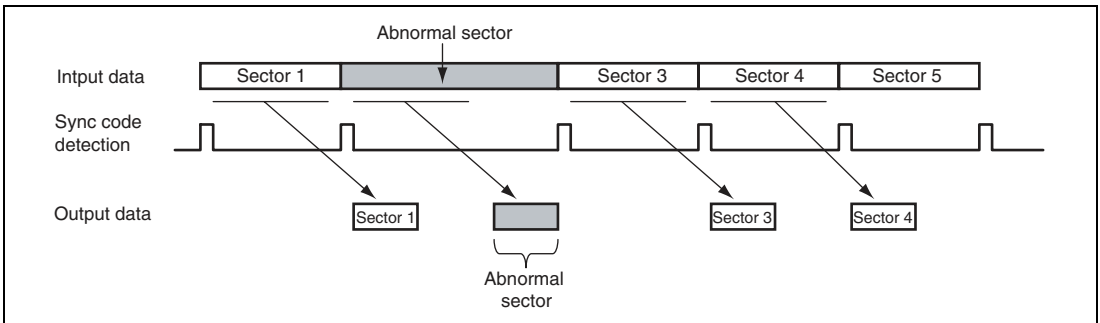 Abnormal sector
Intput data
Sector 1
Sector 3
Sector 4
Sector 5
Sync code
detection
Output data
Sector 1
Sector 3
Sector 4
Abnormal
sector